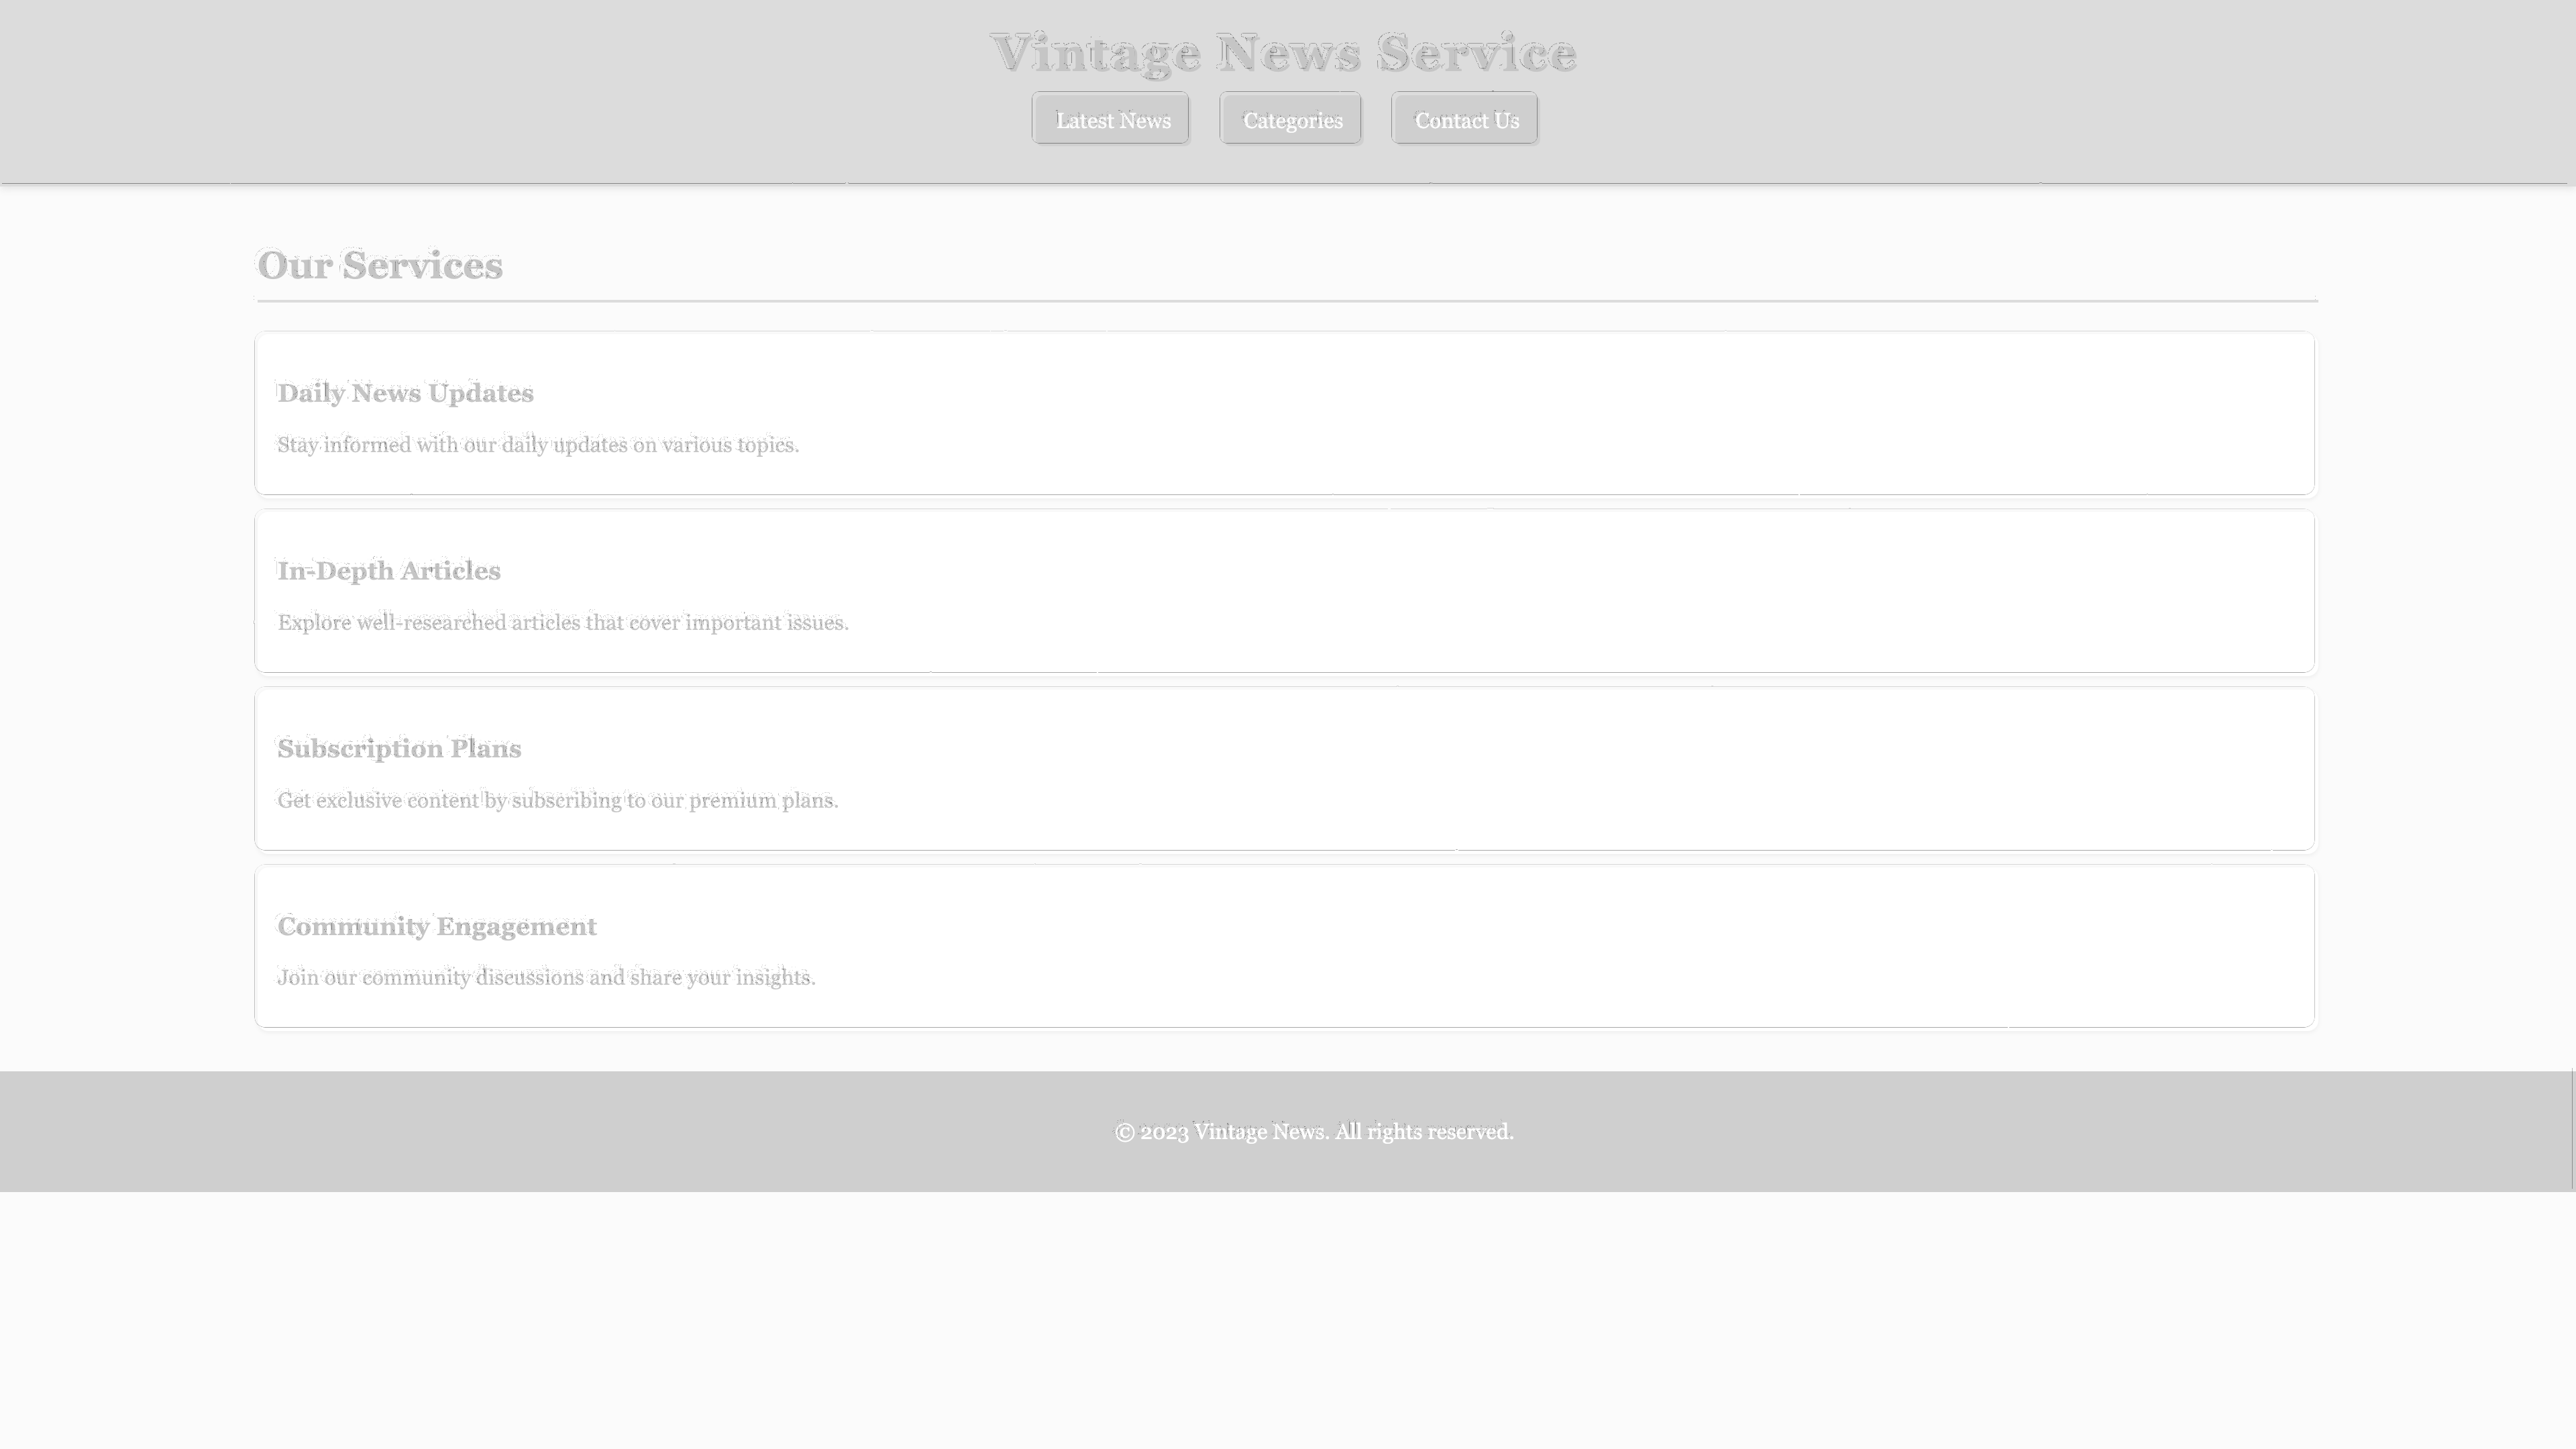 Vintage News Service
Latest News
Categories
Contact Us
Our Services
Daily News Updates
Stay informed with our daily updates on various topics.
In-Depth Articles
Explore well-researched articles that cover important issues.
Subscription Plans
Get exclusive content by subscribing to our premium plans.
Community Engagement
Join our community discussions and share your insights.
© 2023 Vintage News. All rights reserved.